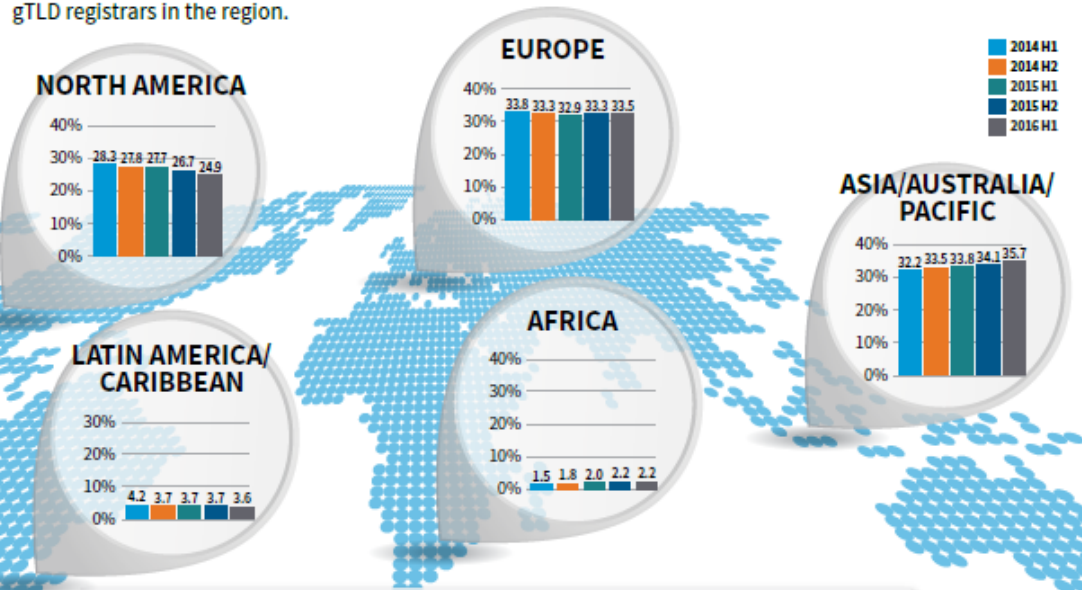 gTLD registrars in the region.
NORTH AMERICA
40%
30%
20%
10%
0%
28.3 27.8 27.7 26.7 24.9
EUROPE
40%
30%
20%
10%
0%
33.8 33.3 32.9 33.3 33.5
2014 H1
2014 H2
2015 H1
2015 H2
2016 H1
ASIA/AUSTRALIA/
PACIFIC
40%
30%
20%
10%
0%
32.2 33.5 33.8 34.1 35.7
LATIN AMERICA/
CARIBBEAN
30%
20%
10%
0%
4.2 3.7 3.7 3.7 3.6
AFRICA
40%
30%
20%
10%
0%
1.5 1.8 2.0 2.2 2.2